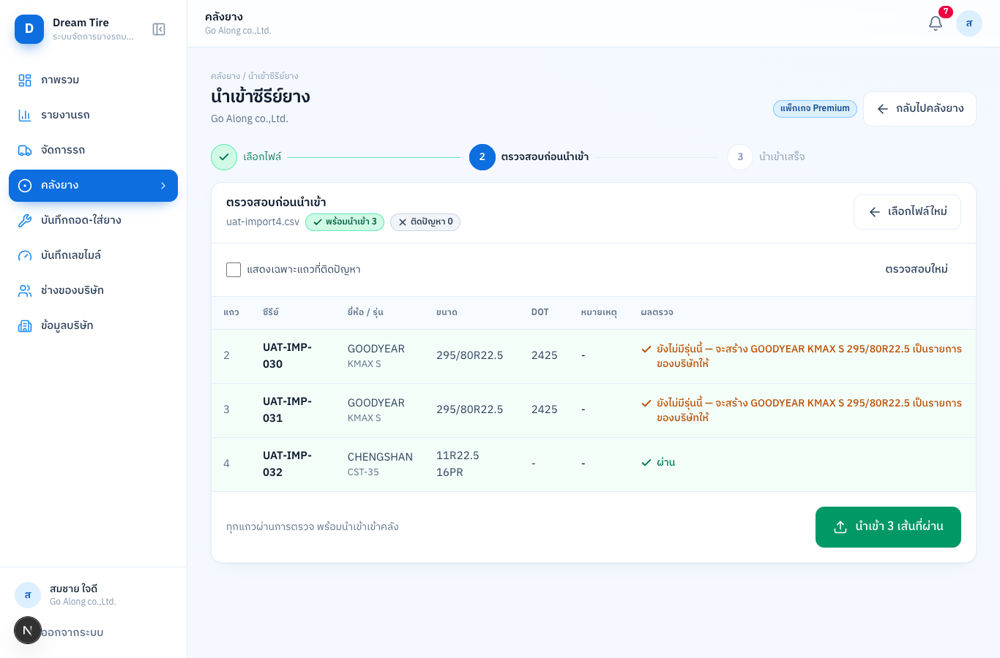 D
Dream Tire
ระบบจัดการยางรถบ...
ภาพรวม
รายงานรถ
จัดการรถ
คลังยาง
บันทึกถอด-ใส่ยาง
บันทึกเลขไมล์
ช่างของบริษัท
ข้อมูลบริษัท
ส
สมชาย ใจดี
Go Along co.,Ltd.
N
ออกจากระบบ
คลังยาง
Go Along co.,Ltd.
7
ส
คลังยาง / นำเข้าซีรีย์ยาง
นำเข้าซีรีย์ยาง
Go Along co.,Ltd.
แพ็กเกจ Premium
กลับไปคลังยาง
เลือกไฟล์
2 ตรวจสอบก่อนนำเข้า
3 นำเข้าเสร็จ
ตรวจสอบก่อนนำเข้า
uat-import4.csv พร้อมนำเข้า 3 ติดปัญหา 0
เลือกไฟล์ใหม่
แสดงเฉพาะแถวที่ติดปัญหา
ตรวจสอบใหม่
แถว ซีรีย์ ยี่ห้อ / รุ่น ขนาด DOT หมายเหตุ ผลตรวจ
2
UAT-IMP-
030
GOODYEAR
KMAX S
295/80R22.5
2425
-
ยังไม่มีรุ่นนี้ — จะสร้าง GOODYEAR KMAX S 295/80R22.5 เป็นรายการ
ของบริษัทให้
3
UAT-IMP-
031
GOODYEAR
KMAX S
295/80R22.5
2425
-
ยังไม่มีรุ่นนี้ — จะสร้าง GOODYEAR KMAX S 295/80R22.5 เป็นรายการ
ของบริษัทให้
4
UAT-IMP-
032
CHENGSHAN
CST-35
11R22.5
16PR
-
-
ผ่าน
ทุกแถวผ่านการตรวจ พร้อมนำเข้าเข้าคลัง
นำเข้า 3 เส้นที่ผ่าน